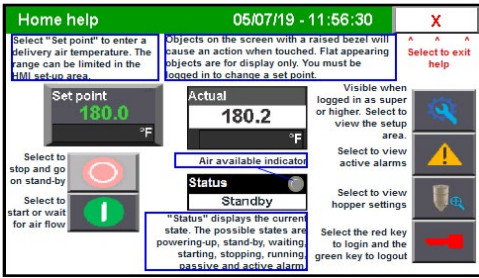 Home help
05/07/19 - 11:56:30
X
Select "Set point" to enter a
delivery air temperature. The
range can be limited in the
HMI set-up area.
Objects on the screen with a raised bezel will
cause an action when touched. Flat appearing
objects are for display only. You must be
logged in to change a set point.
^ ^ ^
Select to exit
help
Set point
180.0
°F
Actual
180.2
°F
Visible when
logged in as super
or higher. Select to
view the setup
area.
Select to
stop and go
on stand-by
Air available indicator
Select to view
active alarms
Select to
start or wait
for air flow
Status
Standby
Select to view
hopper settings
"Status" displays the current
state. The possible states are
powering-up, stand-by, waiting,
starting, stopping, running,
passive and active alarm
Select the red key
to login and the
green key to logout